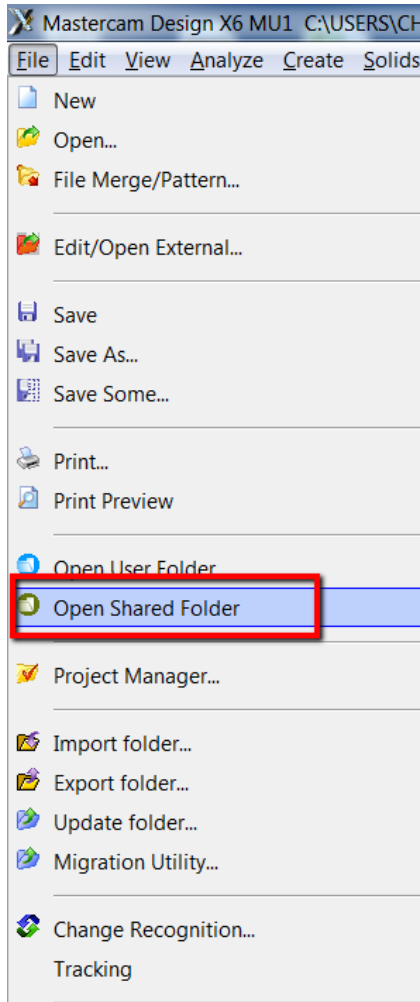 Mastercam Design X6 MU1 C:\USERS\CH
File Edit View Analyze Create Solids
New
Open...
File Merge/Pattern...
Edit/Open External...
Save
Save As...
Save Some...
Print...
Print Preview
Open User Folder
Open Shared Folder
Project Manager...
Import folder...
Export folder...
Update folder...
Migration Utility...
Change Recognition...
Tracking